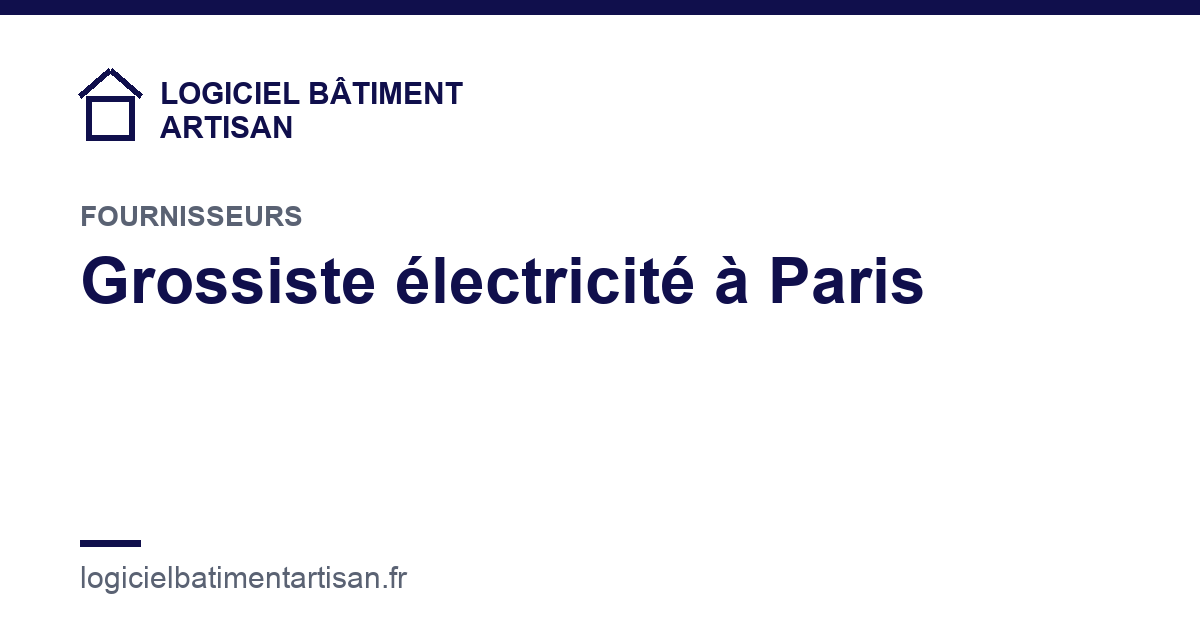 LOGICIEL BÂTIMENT
ARTISAN
FOURNISSEURS
Grossiste électricité à Paris
logicielbatimentartisan.fr